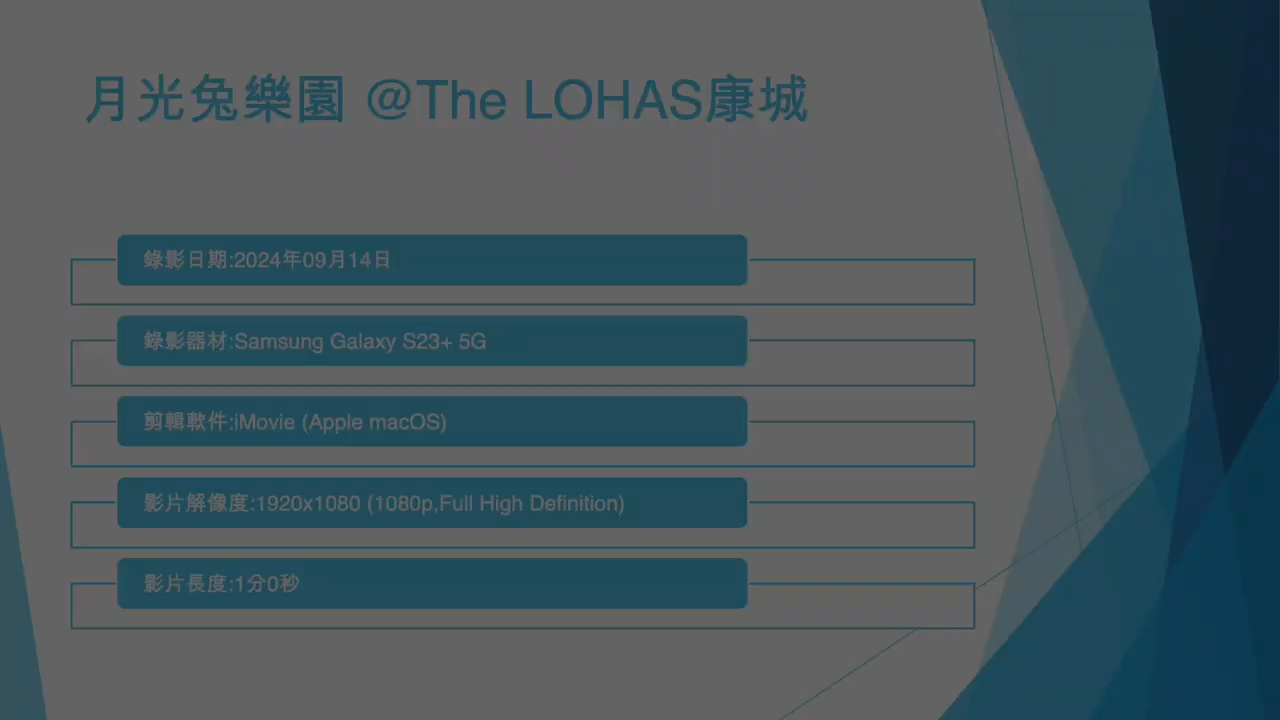 月光兔樂園 @The LOHAS康城
錄影日期:2024年09月14日
錄影器材:Samsung Galaxy S23+ 5G
剪輯軟件:iMovie (Apple macOS)
影片解像度:1920x1080 (1080p,Full High Definition)
影片長度:1分0秒